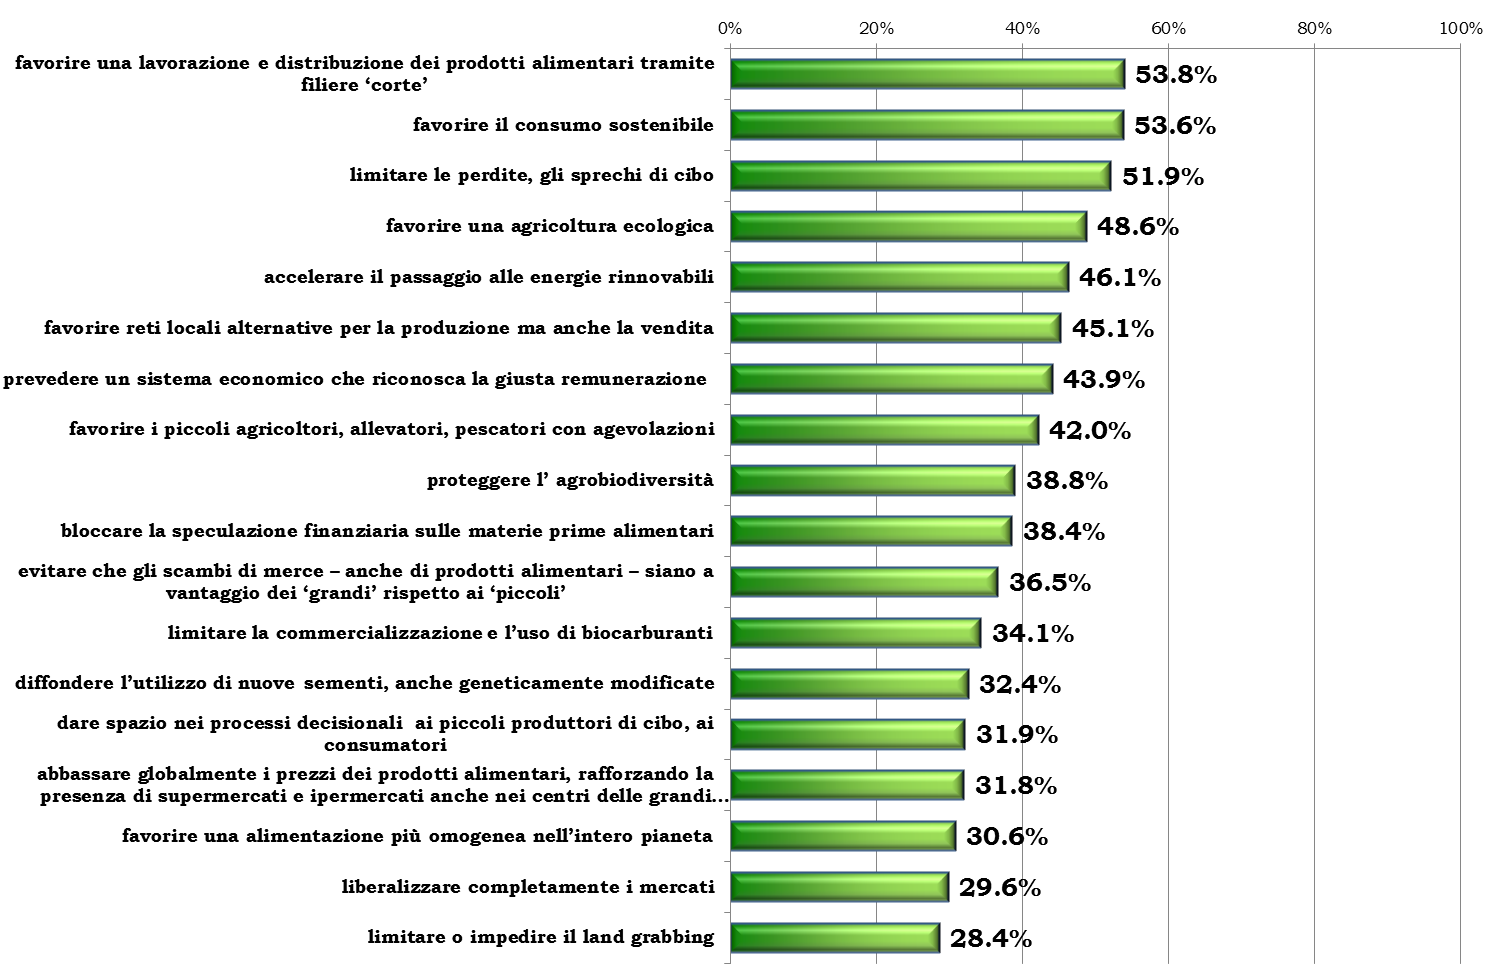 0% 20% 40% 60% 80% 100%
favorire una lavorazione e distribuzione dei prodotti alimentari tramite
filiere ‘corte’
53.8%
favorire il consumo sostenibile
53.6%
limitare le perdite, gli sprechi di cibo
51.9%
favorire una agricoltura ecologica
48.6%
accelerare il passaggio alle energie rinnovabili
46.1%
favorire reti locali alternative per la produzione ma anche la vendita
45.1%
prevedere un sistema economico che riconosca la giusta remunerazione
43.9%
favorire i piccoli agricoltori, allevatori, pescatori con agevolazioni
42.0%
proteggere l’ agrobiodiversità
38.8%
bloccare la speculazione finanziaria sulle materie prime alimentari
38.4%
evitare che gli scambi di merce – anche di prodotti alimentari – siano a
vantaggio dei ‘grandi’ rispetto ai ‘piccoli’
36.5%
limitare la commercializzazione e l’uso di biocarburanti
34.1%
diffondere l’utilizzo di nuove sementi, anche geneticamente modificate
32.4%
dare spazio nei processi decisionali ai piccoli produttori di cibo, ai
consumatori
31.9%
abbassare globalmente i prezzi dei prodotti alimentari, rafforzando la
presenza di supermercati e ipermercati anche nei centri delle grandi…
31.8%
favorire una alimentazione più omogenea nell’intero pianeta
30.6%
liberalizzare completamente i mercati
29.6%
limitare o impedire il land grabbing
28.4%